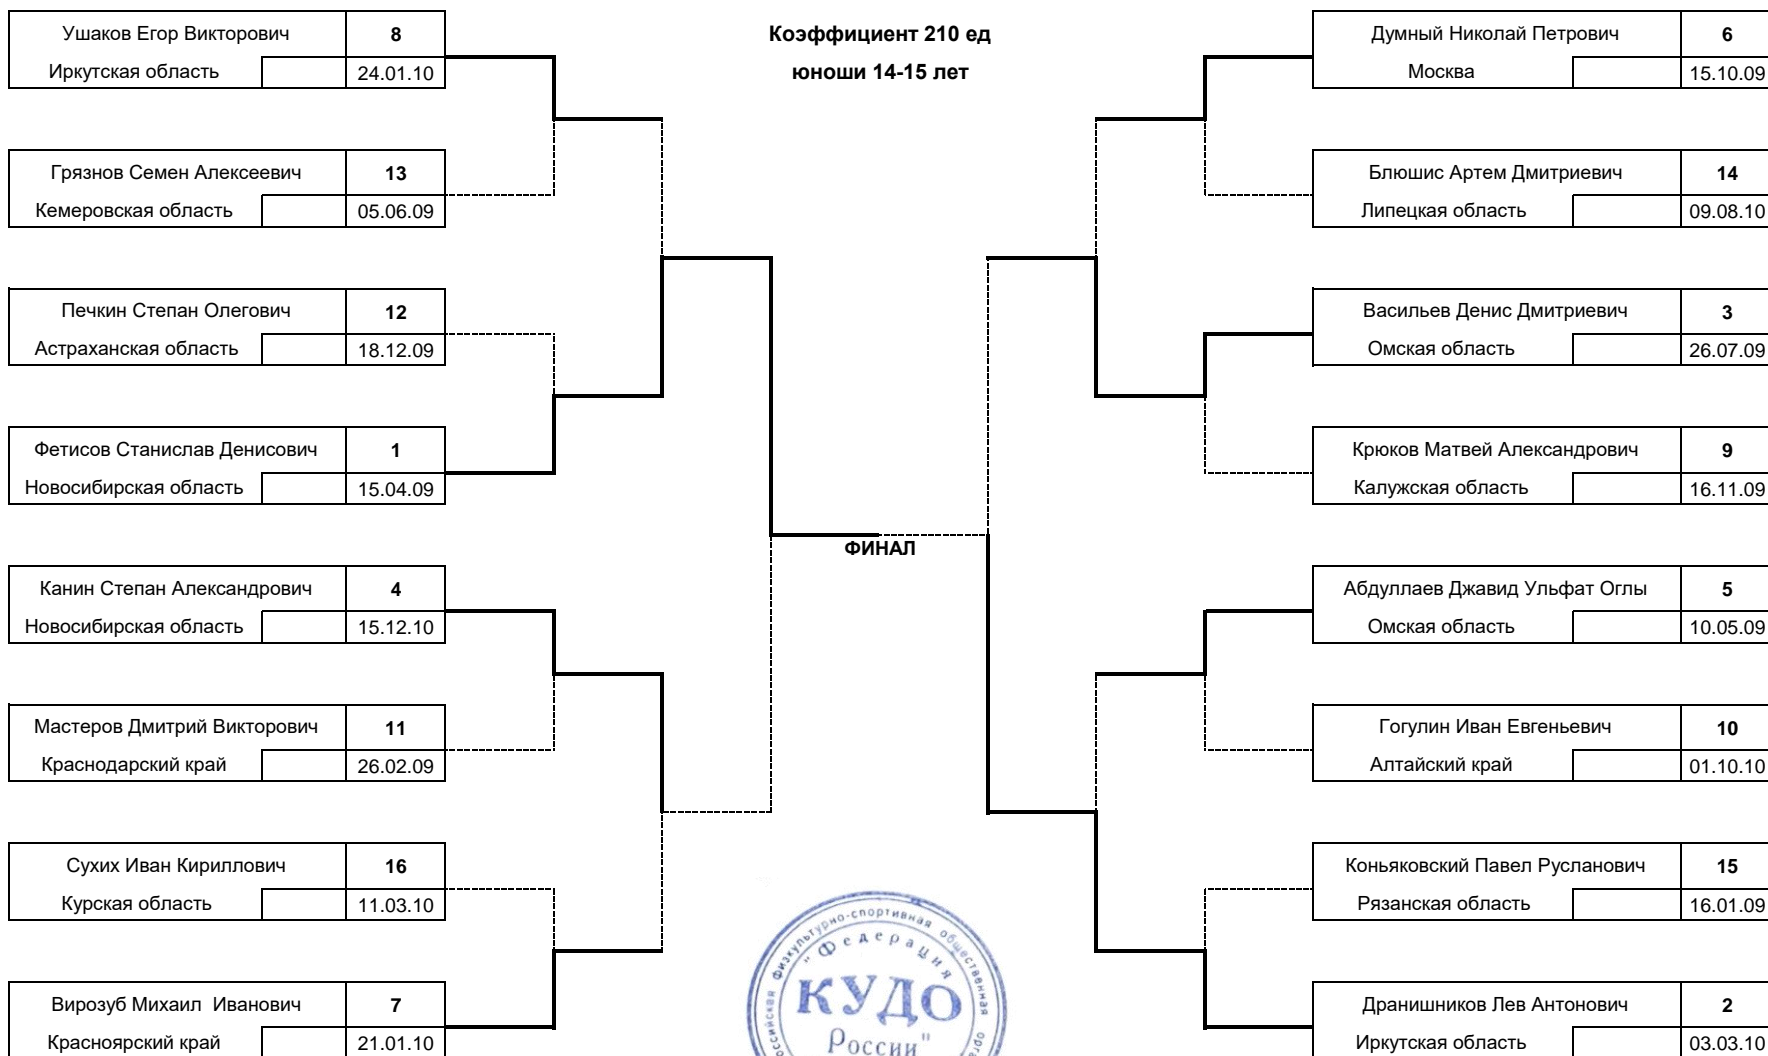 Коэффициент 210 ед
юноши 14-15 лет
Ушаков Егор Викторович 8
Иркутская область 24.01.10
Грязнов Семен Алексеевич 13
Кемеровская область 05.06.09
Печкин Степан Олегович 12
Астраханская область 18.12.09
Фетисов Станислав Денисович 1
Новосибирская область 15.04.09
Канин Степан Александрович 4
Новосибирская область 15.12.10
Мастеров Дмитрий Викторович 11
Краснодарский край 26.02.09
Сухих Иван Кириллович 16
Курская область 11.03.10
Вирозуб Михаил Иванович 7
Красноярский край 21.01.10
ФИНАЛ
Думный Николай Петрович 6
Москва 15.10.09
Блюшис Артем Дмитриевич 14
Липецкая область 09.08.10
Васильев Денис Дмитриевич 3
Омская область 26.07.09
Крюков Матвей Александрович 9
Калужская область 16.11.09
Абдуллаев Джавид Ульфат Оглы 5
Омская область 10.05.09
Гогулин Иван Евгеньевич 10
Алтайский край 01.10.10
Коньяковский Павел Русланович 15
Рязанская область 16.01.09
Дранишников Лев Антонович 2
Иркутская область 03.03.10
физкультурно-спортивная общественная
"Федерация
КУДО
России"